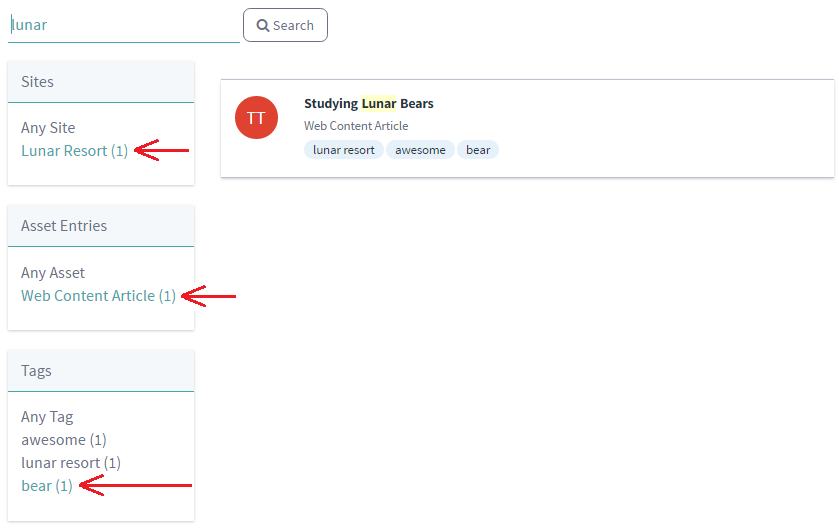 lunar
Search
Sites
Any Site
Lunar Resort (1)
Asset Entries
Any Asset
Web Content Article (1)
Tags
Any Tag
awesome (1)
lunar resort (1)
bear (1)
TT
Studying Lunar Bears
Web Content Article
lunar resort awesome bear